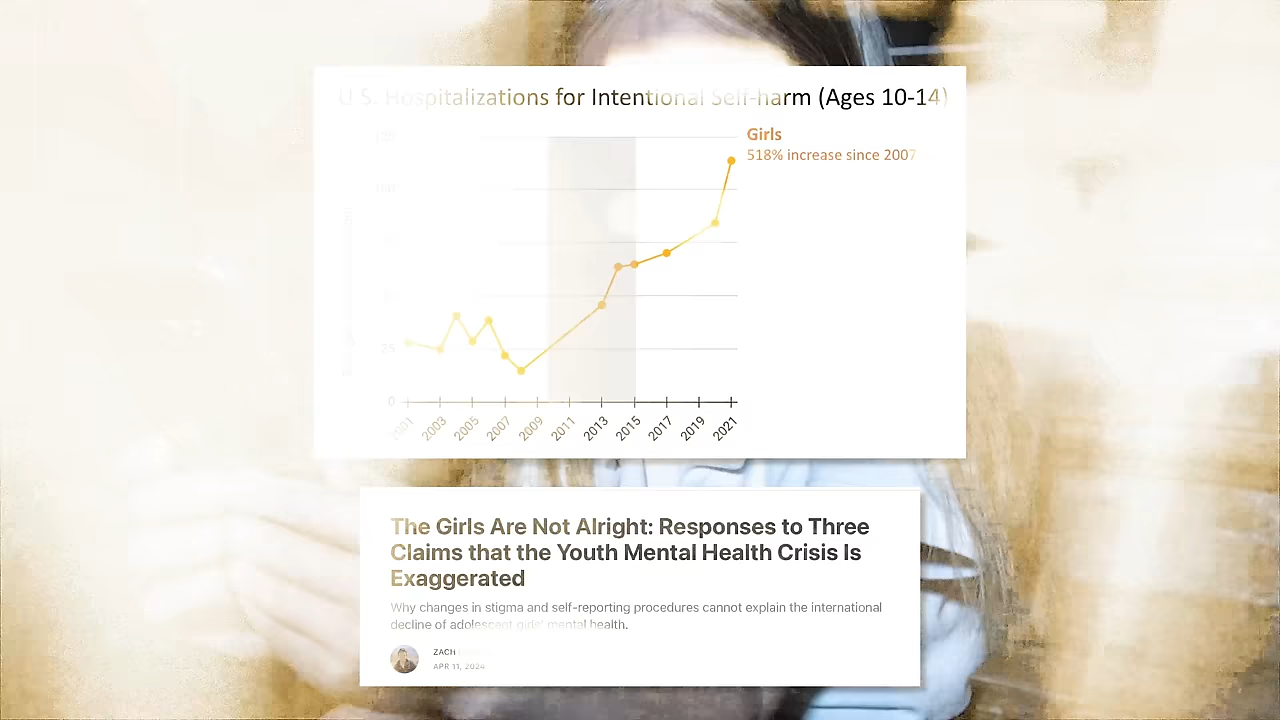 U.S. Hospitalizations for Intentional Self-harm (Ages 10-14)
Girls
518% increase since 2007
25
0
2001 2003 2005 2007 2009 2011 2013 2015 2017 2019 2021
The Girls Are Not Alright: Responses to Three
Claims that the Youth Mental Health Crisis Is
Exaggerated
Why changes in stigma and self-reporting procedures cannot explain the international
decline of adolescent girls' mental health.
ZACH
APR 11, 2024